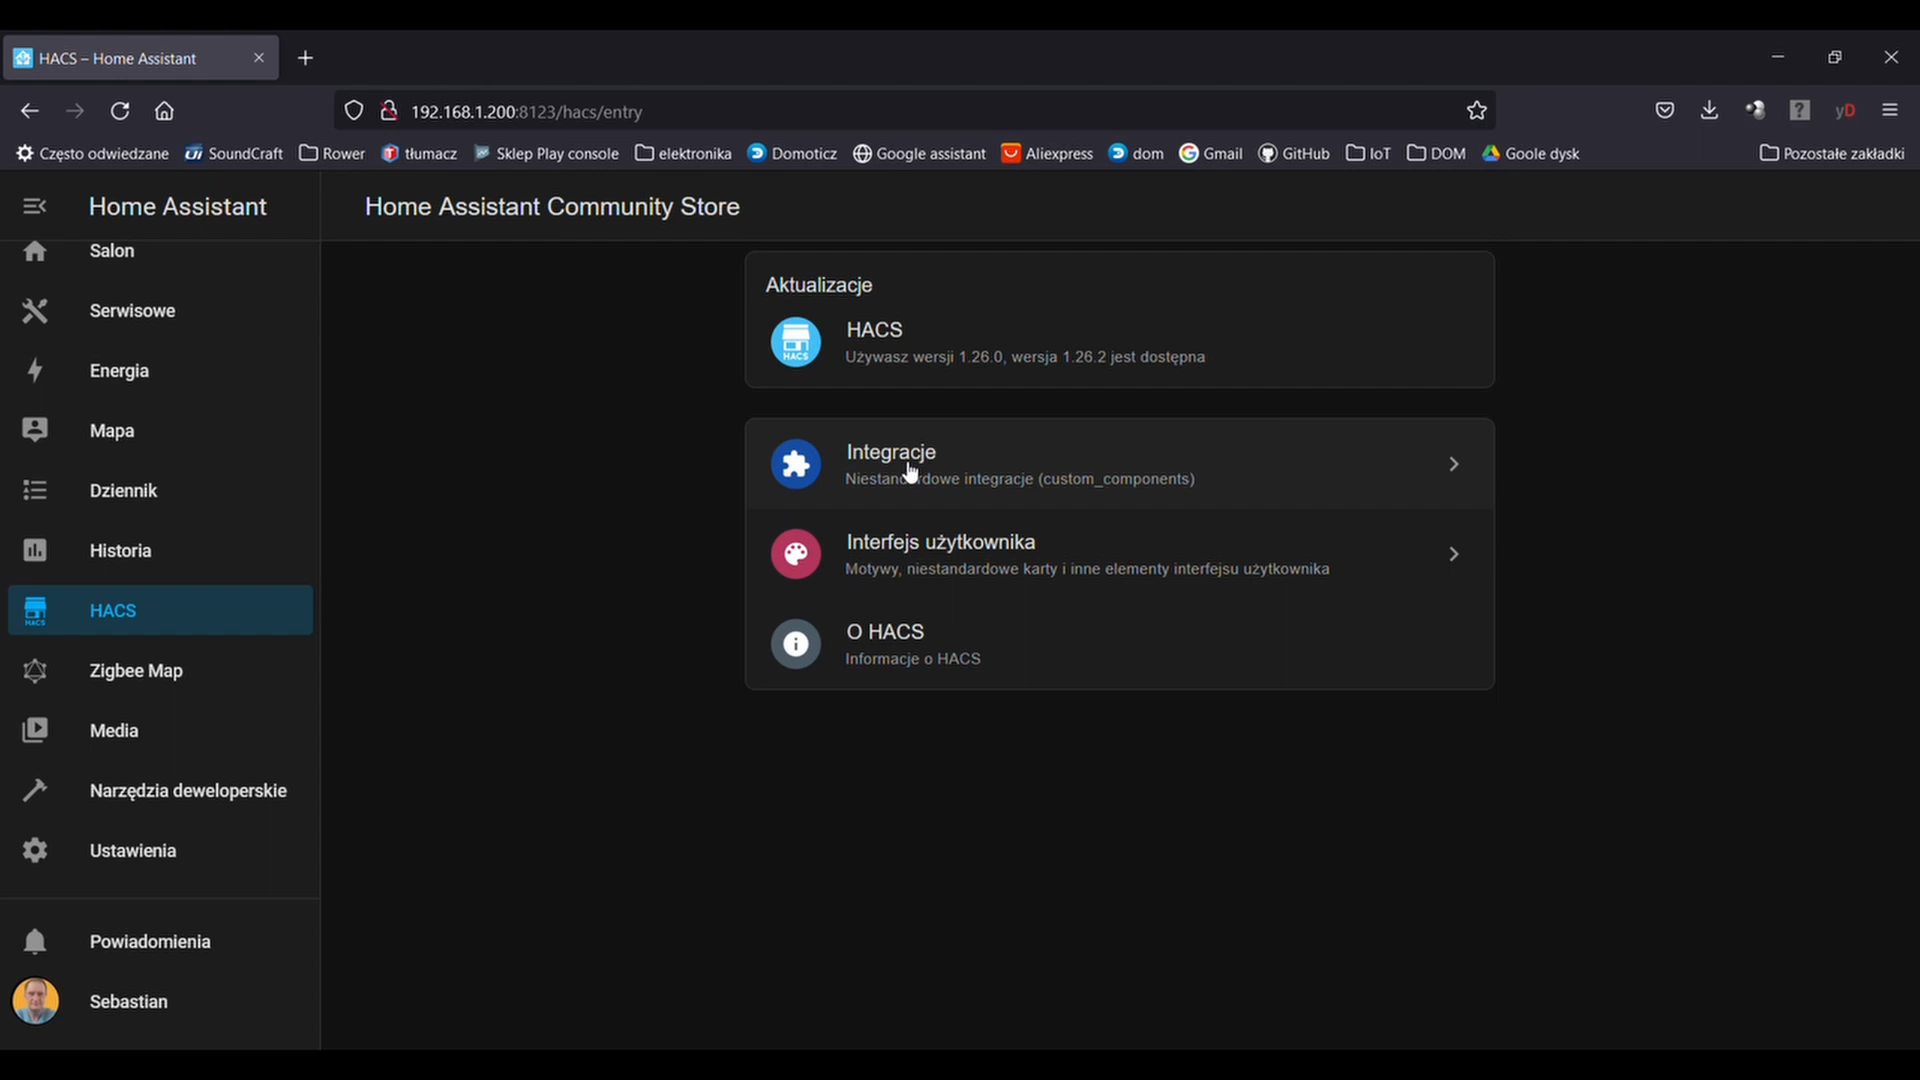 HACS – Home Assistant
192.168.1.200:8123/hacs/entry
yD
Często odwiedzane SoundCraft Rower tłumacz Sklep Play console elektronika Domoticz Google assistant Aliexpress dom Gmail GitHub IoT DOM Goole dysk Pozostałe zakładki
Home Assistant
Home Assistant Community Store
Salon
Serwisowe
Energia
Mapa
Dziennik
Historia
HACS
HACS
Zigbee Map
Media
Narzędzia deweloperskie
Ustawienia
Powiadomienia
Sebastian
Aktualizacje
HACS
HACS
Używasz wersji 1.26.0, wersja 1.26.2 jest dostępna
Integracje
Niestandardowe integracje (custom_components)
Interfejs użytkownika
Motywy, niestandardowe karty i inne elementy interfejsu użytkownika
O HACS
Informacje o HACS